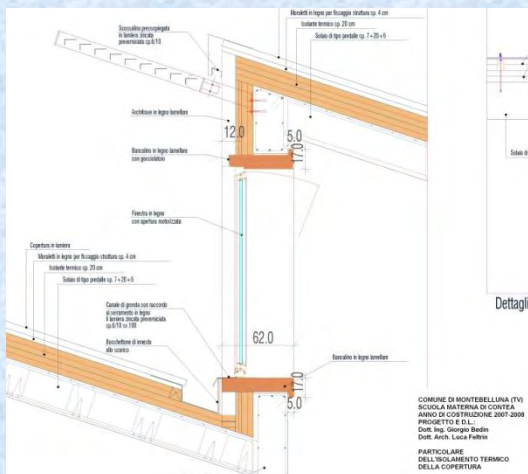 Scossalina pressopiegata
in lamiera zincata
preverniciata sp.6/10
Moraletti in legno per fissaggio struttura sp. 4 cm
Isolante termico sp. 20 cm
Solaio di tipo predalle sp. 7+20+5
Architrave in legno lamellare
12.0
5.0
17.0
Bancalino in legno lamellare
con gocciolatoio
Finestra in legno
con apertura motorizzata
Copertura in lamiera
Moraletti in legno per fissaggio struttura sp. 4 cm
Isolante termico sp. 20 cm
Solaio di tipo predalle sp. 7+20+5
Canale di gronda con raccordo
al serramento in legno
in lamiera zincata preverniciata
sp.6/10 sv.100
Bocchettone di innesto
allo scarico
62.0
Bancalino in legno lamellare
17.0
5.0
Solaio di
Dettagli
COMUNE DI MONTEBELLUNA (TV)
SCUOLA MATERNA DI CONTEA
ANNO DI COSTRUZIONE 2007-2008
PROGETTO E D.L.:
Dott. Ing. Giorgio Bedin
Dott. Arch. Luca Feltrin
PARTICOLARE
DELL'ISOLAMENTO TERMICO
DELLA COPERTURA